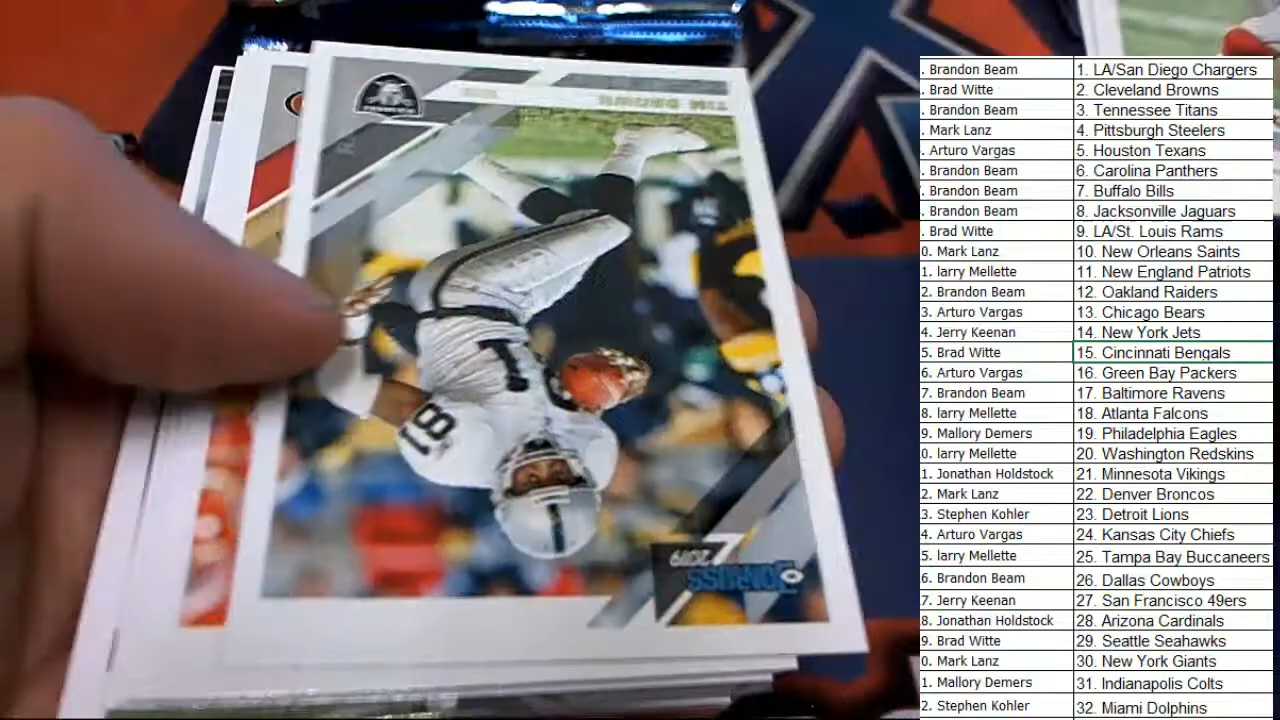 TIM BROWN
81
81
DONRUSS
2019
. Brandon Beam 1. LA/San Diego Chargers
. Brad Witte 2. Cleveland Browns
. Brandon Beam 3. Tennessee Titans
. Mark Lanz 4. Pittsburgh Steelers
. Arturo Vargas 5. Houston Texans
. Brandon Beam 6. Carolina Panthers
. Brandon Beam 7. Buffalo Bills
. Brandon Beam 8. Jacksonville Jaguars
. Brad Witte 9. LA/St. Louis Rams
0. Mark Lanz 10. New Orleans Saints
1. larry Mellette 11. New England Patriots
2. Brandon Beam 12. Oakland Raiders
3. Arturo Vargas 13. Chicago Bears
4. Jerry Keenan 14. New York Jets
5. Brad Witte 15. Cincinnati Bengals
6. Arturo Vargas 16. Green Bay Packers
7. Brandon Beam 17. Baltimore Ravens
8. larry Mellette 18. Atlanta Falcons
9. Mallory Demers 19. Philadelphia Eagles
0. larry Mellette 20. Washington Redskins
1. Jonathan Holdstock 21. Minnesota Vikings
2. Mark Lanz 22. Denver Broncos
3. Stephen Kohler 23. Detroit Lions
4. Arturo Vargas 24. Kansas City Chiefs
5. larry Mellette 25. Tampa Bay Buccaneers
6. Brandon Beam 26. Dallas Cowboys
7. Jerry Keenan 27. San Francisco 49ers
8. Jonathan Holdstock 28. Arizona Cardinals
9. Brad Witte 29. Seattle Seahawks
0. Mark Lanz 30. New York Giants
1. Mallory Demers 31. Indianapolis Colts
2. Stephen Kohler 32. Miami Dolphins